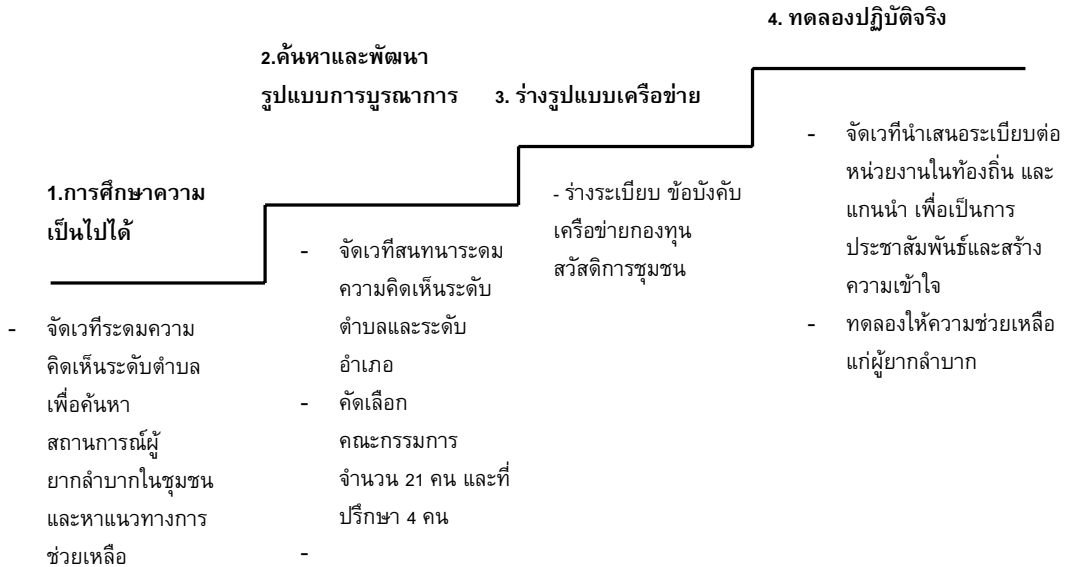 4. ทดลองปฏิบัติจริง
2.ค้นหาและพัฒนา
รูปแบบการบูรณาการ
3. ร่างรูปแบบเครือข่าย
1.การศึกษาความ
เป็นไปได้
- จัดเวทีระดมความ
คิดเห็นระดับตำบล
เพื่อค้นหา
สถานการณ์ผู้
ยากลำบากในชุมชน
และหาแนวทางการ
ช่วยเหลือ
- จัดเวทีสนทนาระดม
ความคิดเห็นระดับ
ตำบลและระดับ
อำเภอ
- คัดเลือก
คณะกรรมการ
จำนวน 21 คน และที่
ปรึกษา 4 คน
-
- ร่างระเบียบ ข้อบังคับ
เครือข่ายกองทุน
สวัสดิการชุมชน
- จัดเวทีนำเสนอระเบียบต่อ
หน่วยงานในท้องถิ่น และ
แกนนำ เพื่อเป็นการ
ประชาสัมพันธ์และสร้าง
ความเข้าใจ
- ทดลองให้ความช่วยเหลือ
แก่ผู้ยากลำบาก